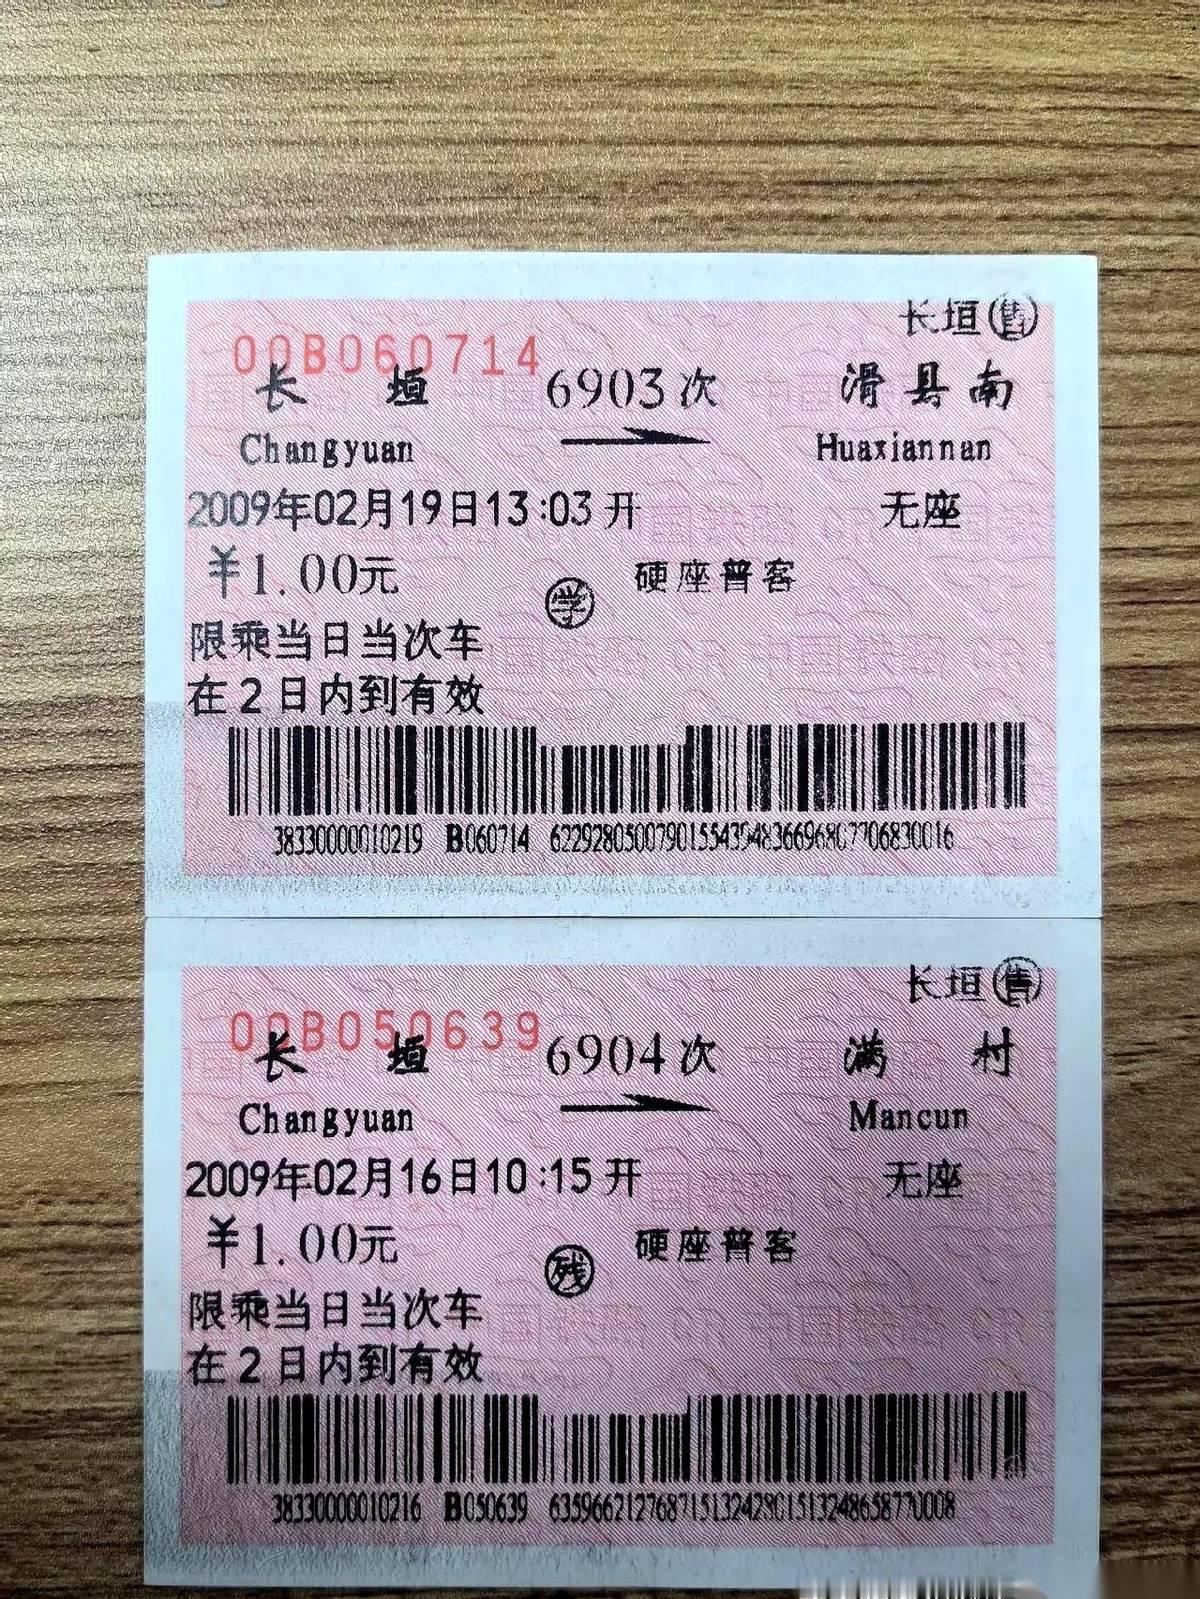 长垣售
00B060714
长垣 6903次 滑县南
Changyuan Huaxiannan
2009年02月19日13:03开 无座
¥1.00元 硬座普客
学
限乘当日当次车
在2日内到有效
38330000010219 B060714
长垣售
00B050639
长垣 6904次 满村
Changyuan Mancun
2009年02月16日10:15开 无座
¥1.00元 硬座普客
残
限乘当日当次车
在2日内到有效
38330000010216 B050639